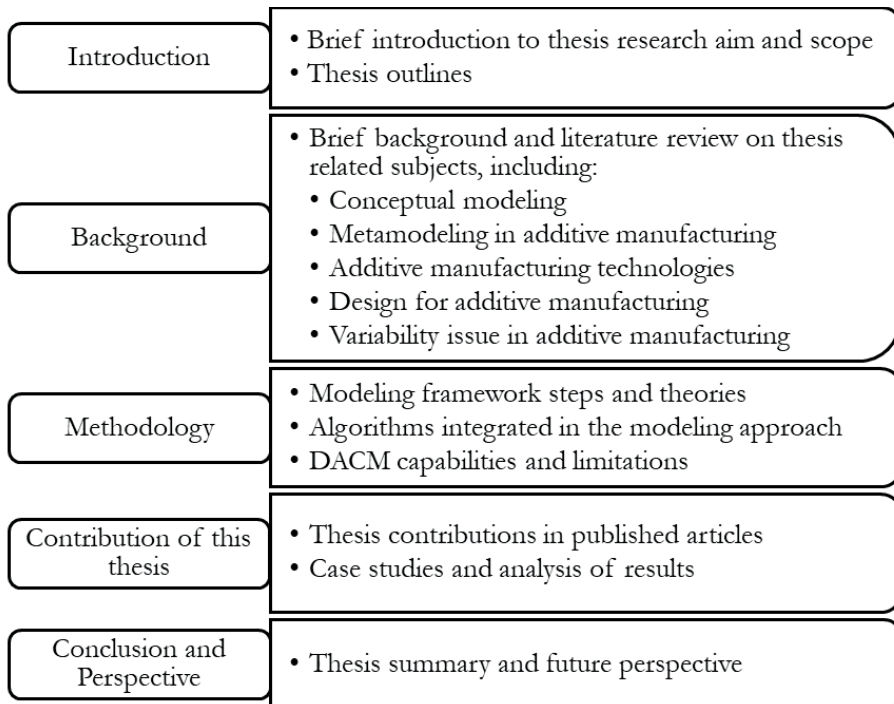 Introduction
• Brief introduction to thesis research aim and scope
• Thesis outlines
Background
• Brief background and literature review on thesis
related subjects, including:
• Conceptual modeling
• Metamodeling in additive manufacturing
• Additive manufacturing technologies
• Design for additive manufacturing
• Variability issue in additive manufacturing
Methodology
• Modeling framework steps and theories
• Algorithms integrated in the modeling approach
• DACM capabilities and limitations
Contribution of this
thesis
• Thesis contributions in published articles
• Case studies and analysis of results
Conclusion and
Perspective
• Thesis summary and future perspective